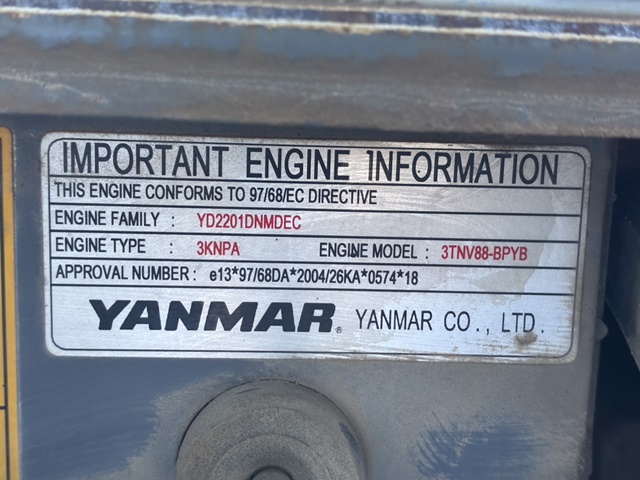 IMPORTANT ENGINE INFORMATION
THIS ENGINE CONFORMS TO 97/68/EC DIRECTIVE
ENGINE FAMILY : YD2201DNMDEC
ENGINE TYPE : 3KNPA ENGINE MODEL : 3TNV88-BPYB
APPROVAL NUMBER : e13*97/68DA*2004/26KA*0574*18
YANMAR® YANMAR CO., LTD.